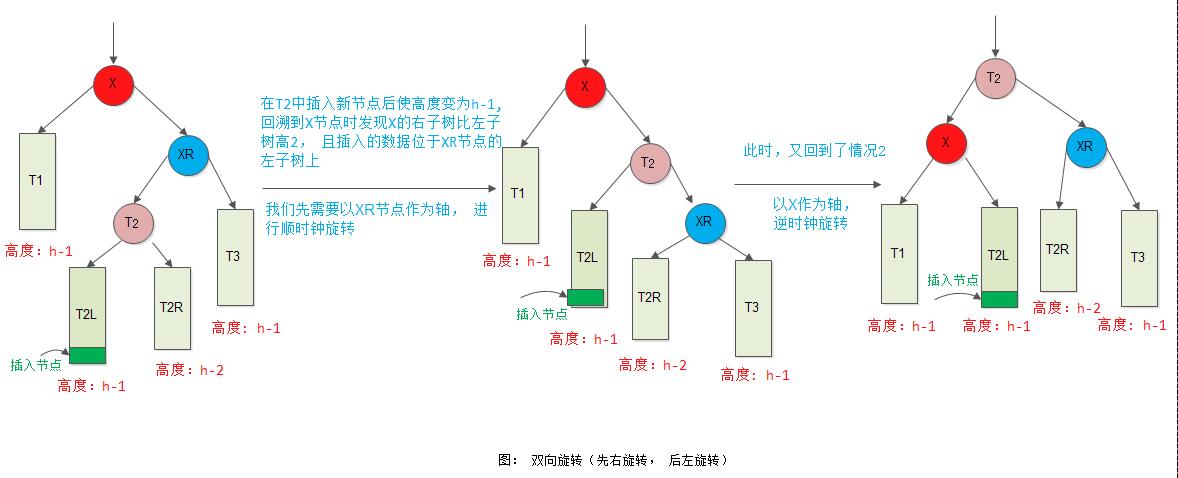 X
在T2中插入新节点后使高度变为h-1,
回溯到X节点时发现X的右子树比左子
树高2， 且插入的数据位于XR节点的
左子树上
我们先需要以XR节点作为轴， 进
行顺时钟旋转
T1
XR
T2
T3
高度：h-1
T2L
T2R
高度：h-1
插入节点
高度：h-1
高度：h-2
X
T2
T1
XR
高度：h-1
T2L
T2R
T3
插入节点
高度：h-1
高度：h-2
高度: h-1
此时，又回到了情况2
以X作为轴，
逆时钟旋转
T2
X
XR
T1
T2L
T2R
T3
插入节点
高度：h-1
高度：h-1
高度：h-2
高度：h-1
图： 双向旋转（先右旋转， 后左旋转）